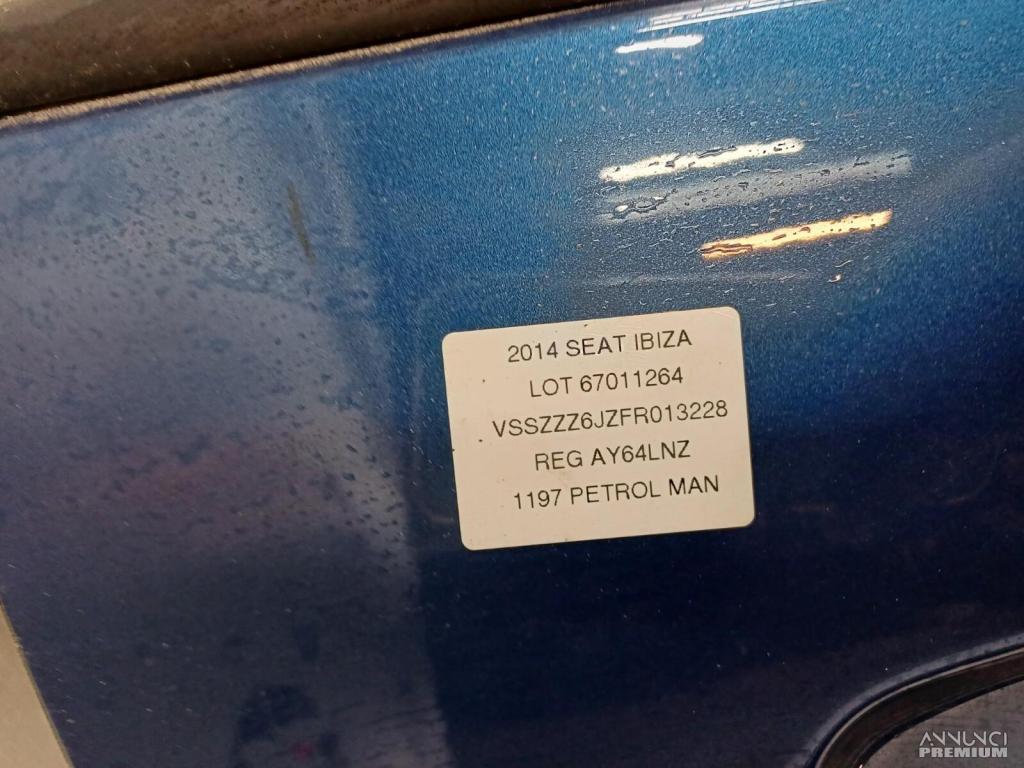 2014 SEAT IBIZA
LOT 67011264
VSSZZZ6JZFR013228
REG AY64LNZ
1197 PETROL MAN
ANNUNCI
PREMIUM